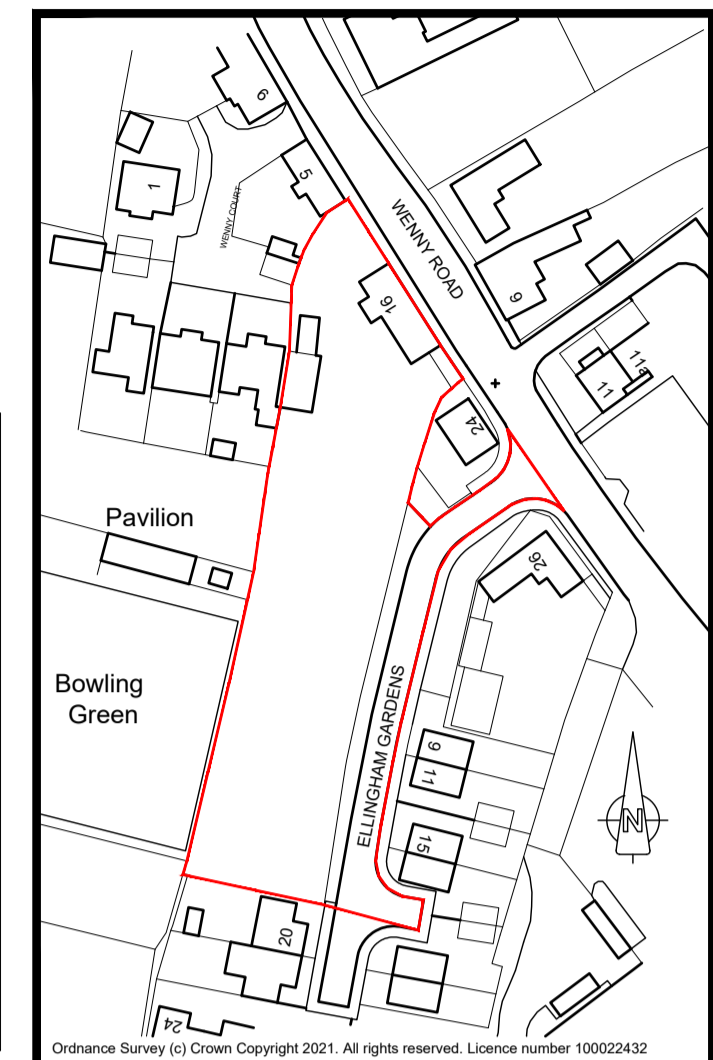 6
5
1
WENNY COURT
WENNY ROAD
16
9
11a
11
24
Pavilion
26
Bowling
Green
ELLINGHAM GARDENS
9
11
15
N
20
24
Ordnance Survey (c) Crown Copyright 2021. All rights reserved. Licence number 100022432